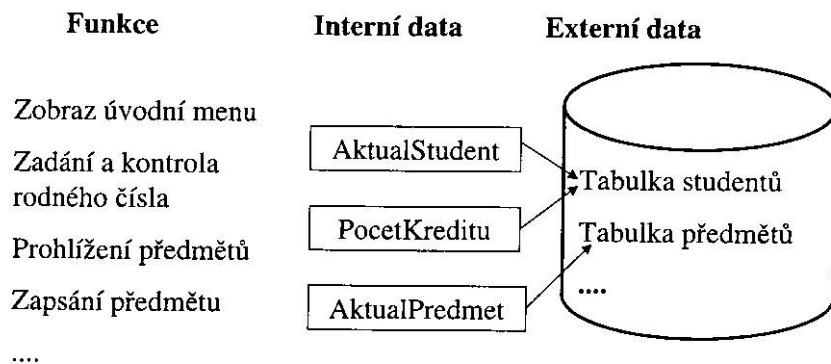 Funkce
Interní data
Externí data
Zobraz úvodní menu
Zadání a kontrola
rodného čísla
Prohlížení předmětů
Zapsání předmětu
....
AktualStudent
PocetKreditu
AktualPredmet
Tabulka studentů
Tabulka předmětů
....